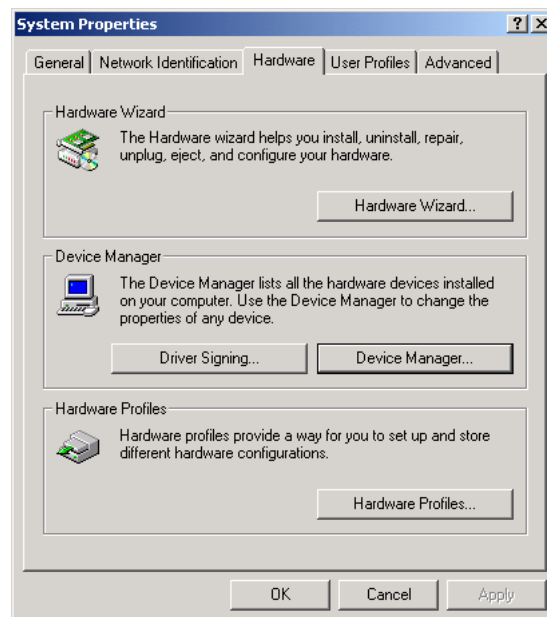 System Properties
General Network Identification Hardware User Profiles Advanced
Hardware Wizard
The Hardware wizard helps you install, uninstall, repair,
unplug, eject, and configure your hardware.
Hardware Wizard...
Device Manager
The Device Manager lists all the hardware devices installed
on your computer. Use the Device Manager to change the
properties of any device.
Driver Signing... Device Manager...
Hardware Profiles
Hardware profiles provide a way for you to set up and store
different hardware configurations.
Hardware Profiles...
OK Cancel Apply